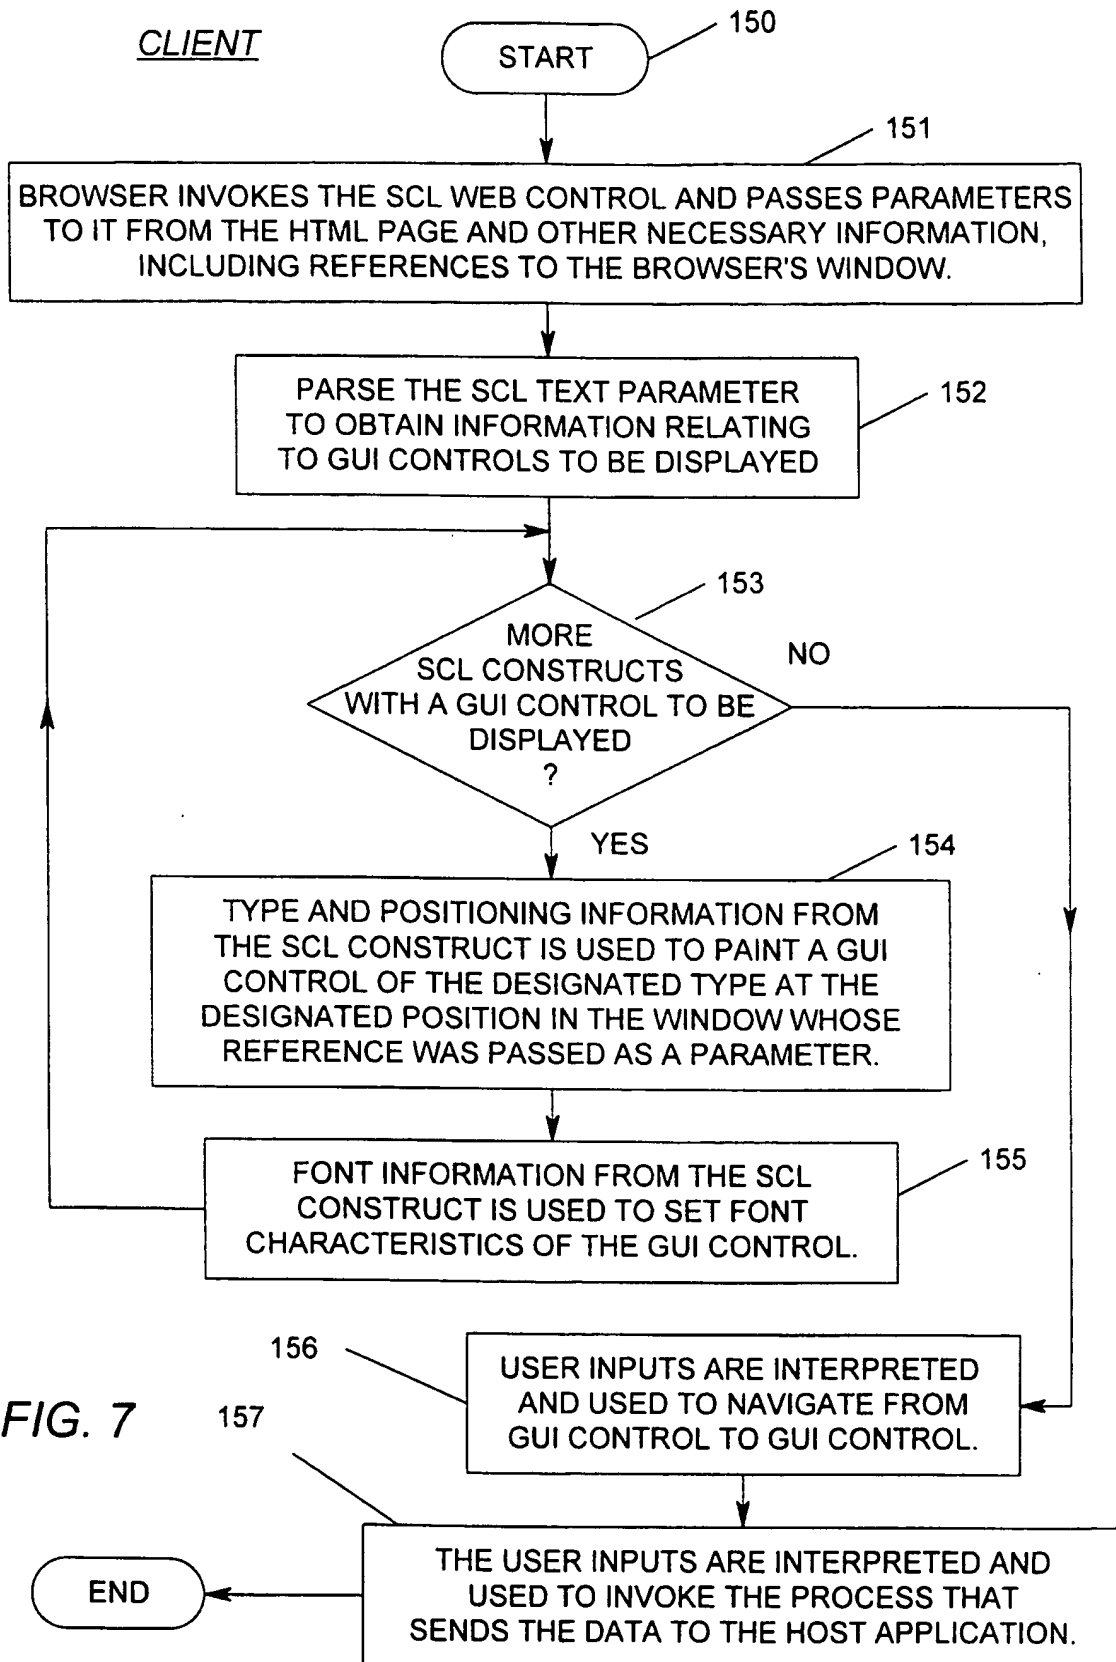 CLIENT
START
150
151
BROWSER INVOKES THE SCL WEB CONTROL AND PASSES PARAMETERS
TO IT FROM THE HTML PAGE AND OTHER NECESSARY INFORMATION,
INCLUDING REFERENCES TO THE BROWSER'S WINDOW.
PARSE THE SCL TEXT PARAMETER
TO OBTAIN INFORMATION RELATING
TO GUI CONTROLS TO BE DISPLAYED
152
153
MORE
SCL CONSTRUCTS
WITH A GUI CONTROL TO BE
DISPLAYED
?
NO
YES
154
TYPE AND POSITIONING INFORMATION FROM
THE SCL CONSTRUCT IS USED TO PAINT A GUI
CONTROL OF THE DESIGNATED TYPE AT THE
DESIGNATED POSITION IN THE WINDOW WHOSE
REFERENCE WAS PASSED AS A PARAMETER.
FONT INFORMATION FROM THE SCL
CONSTRUCT IS USED TO SET FONT
CHARACTERISTICS OF THE GUI CONTROL.
155
156
USER INPUTS ARE INTERPRETED
AND USED TO NAVIGATE FROM
GUI CONTROL TO GUI CONTROL.
FIG. 7
157
THE USER INPUTS ARE INTERPRETED AND
USED TO INVOKE THE PROCESS THAT
SENDS THE DATA TO THE HOST APPLICATION.
END